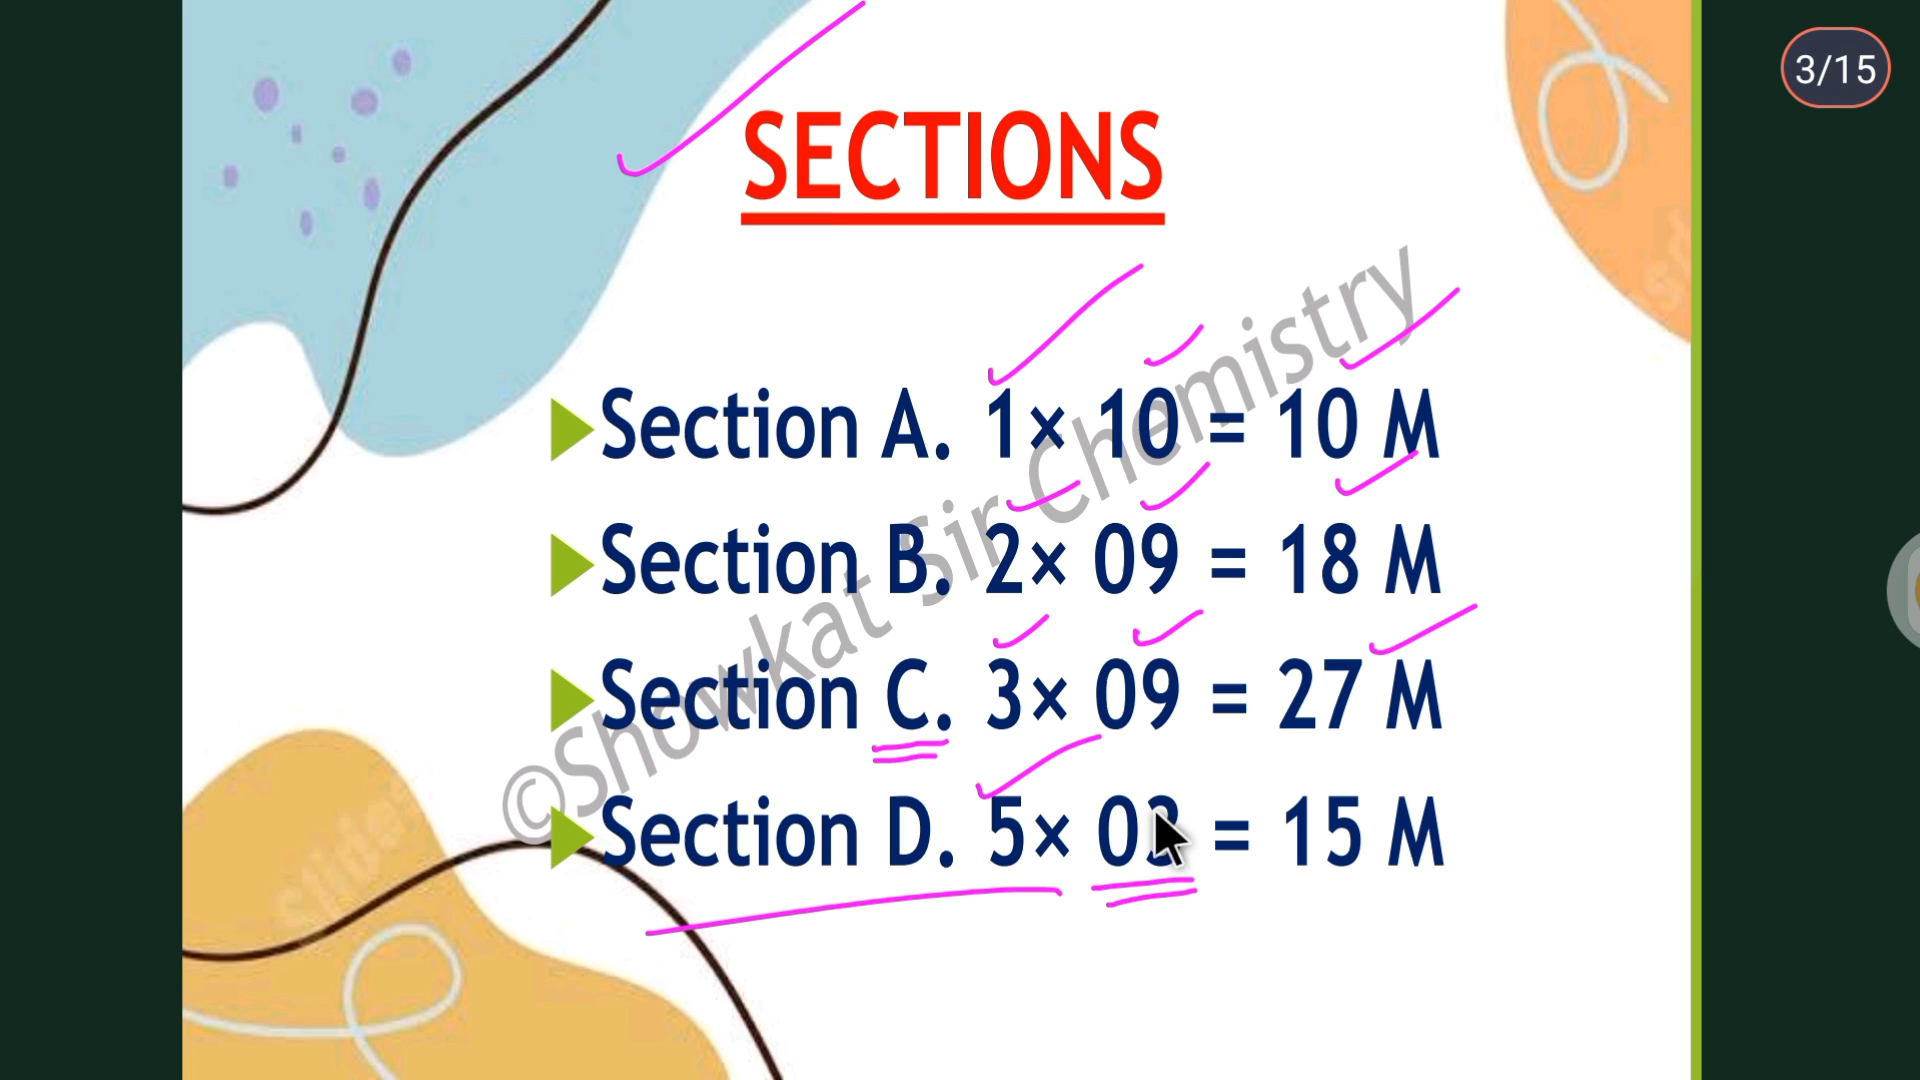 3/15
SECTIONS
Section A. 1× 10 = 10 M
Section B. 2× 09 = 18 M
Section C. 3× 09 = 27 M
Section D. 5× 03 = 15 M
©Showkat Sir Chemistry